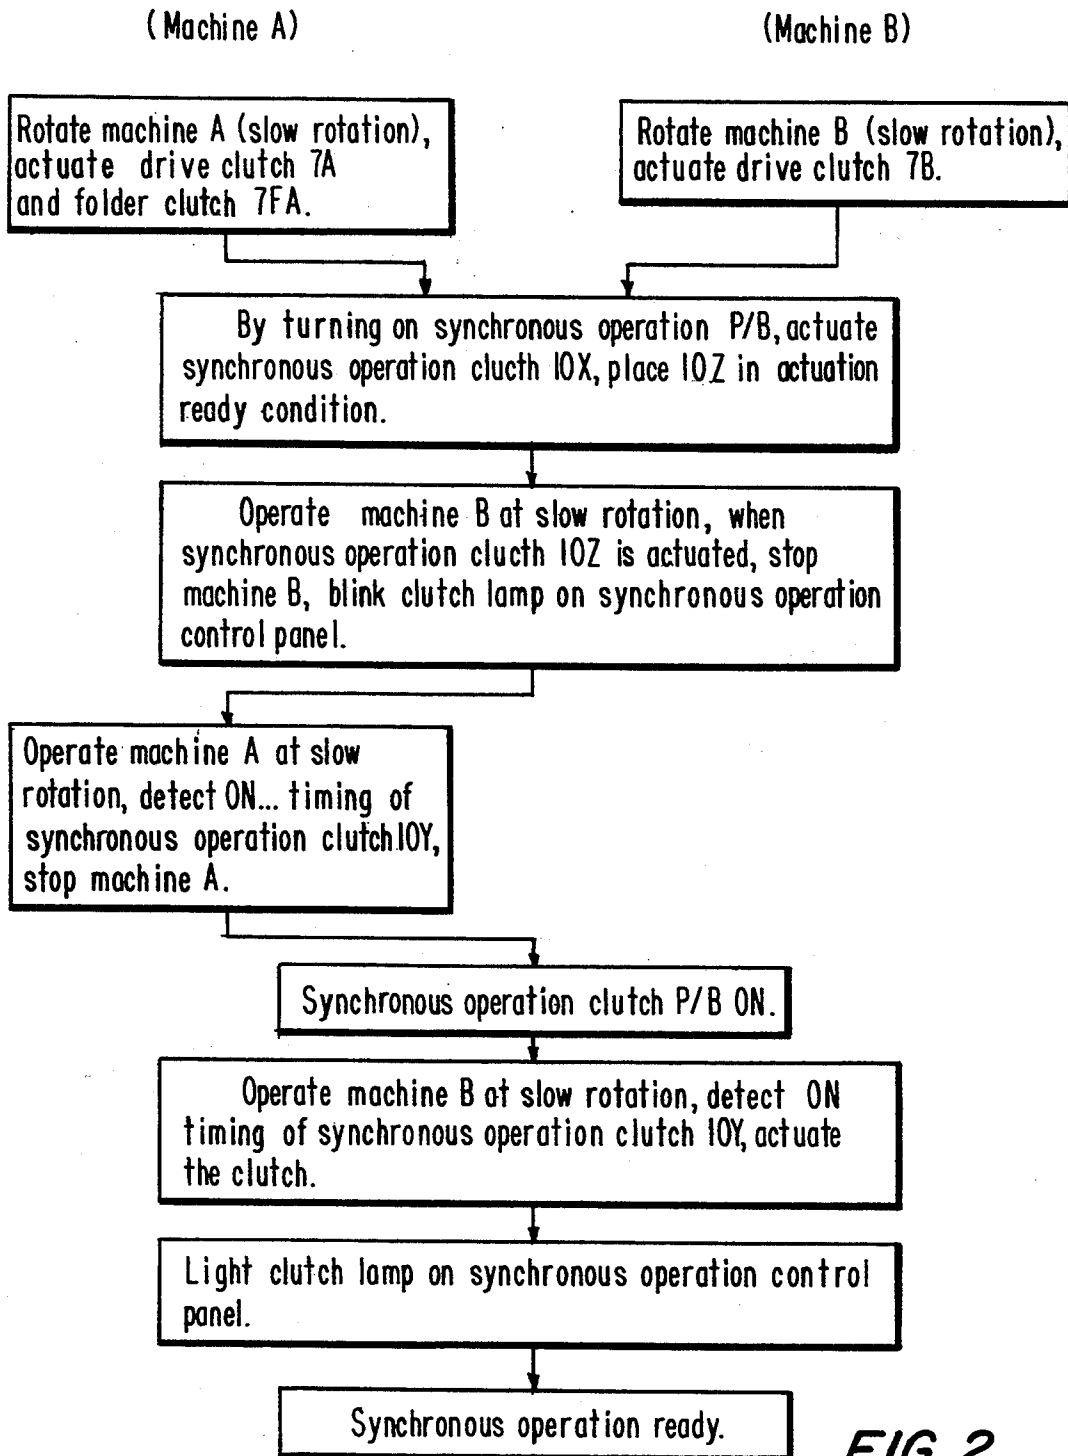 (Machine A)
(Machine B)
Rotate machine A (slow rotation),
actuate drive clutch 7A
and folder clutch 7FA.
Rotate machine B (slow rotation),
actuate drive clutch 7B.
By turning on synchronous operation P/B, actuate
synchronous operation clucth 10X, place 10Z in actuation
ready condition.
Operate machine B at slow rotation, when
synchronous operation clucth 10Z is actuated, stop
machine B, blink clutch lamp on synchronous operation
control panel.
Operate machine A at slow
rotation, detect ON... timing of
synchronous operation clutch 10Y,
stop machine A.
Synchronous operation clutch P/B ON.
Operate machine B at slow rotation, detect ON
timing of synchronous operation clutch 10Y, actuate
the clutch.
Light clutch lamp on synchronous operation control
panel.
Synchronous operation ready.
FIG. 2